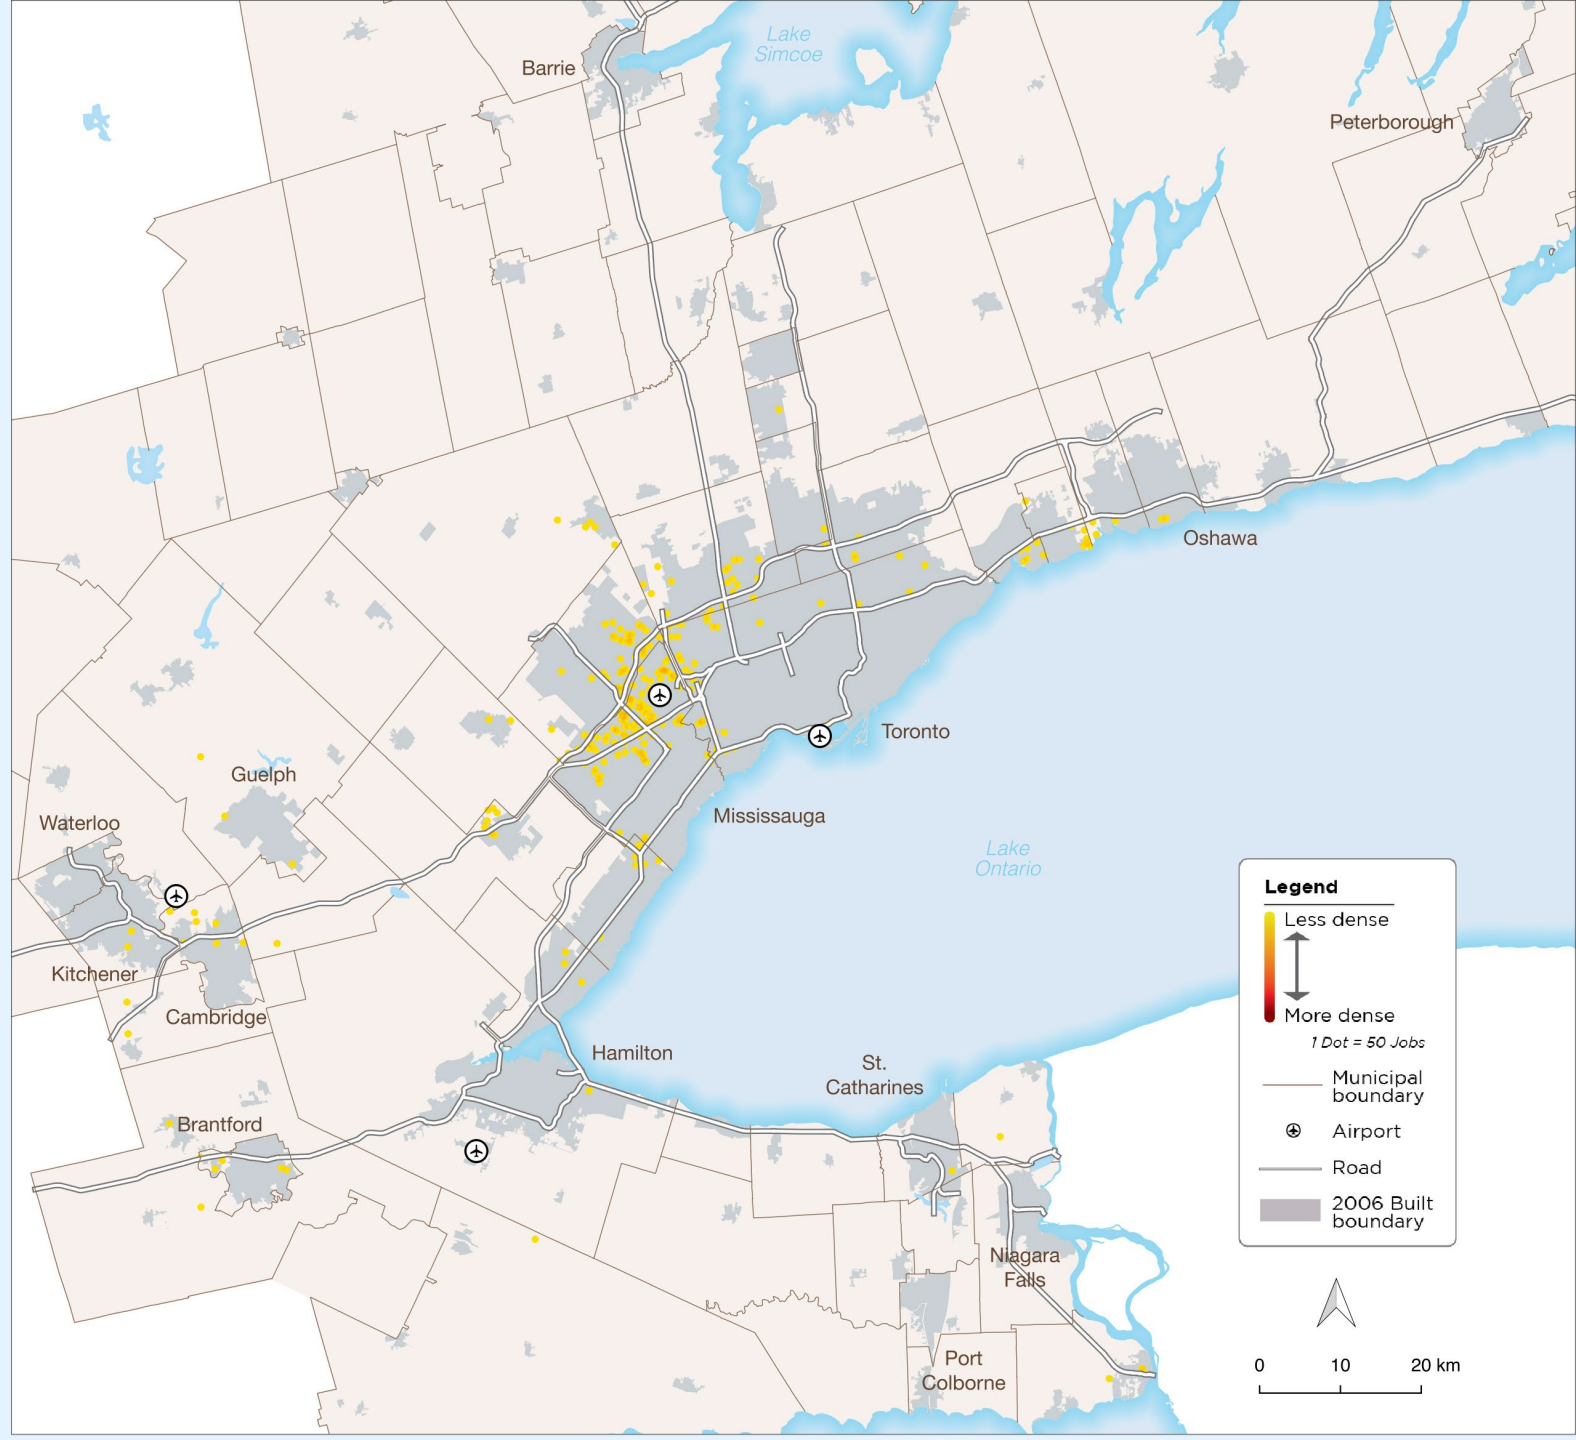 Lake
Simcoe
Barrie
Peterborough
Oshawa
Toronto
Guelph
Waterloo
Mississauga
Lake
Ontario
Kitchener
Cambridge
Hamilton
St.
Catharines
Brantford
Niagara
Falls
Port
Colborne
Legend
Less dense
More dense
1 Dot = 50 Jobs
Municipal
boundary
Airport
Road
2006 Built
boundary
0 10 20 km